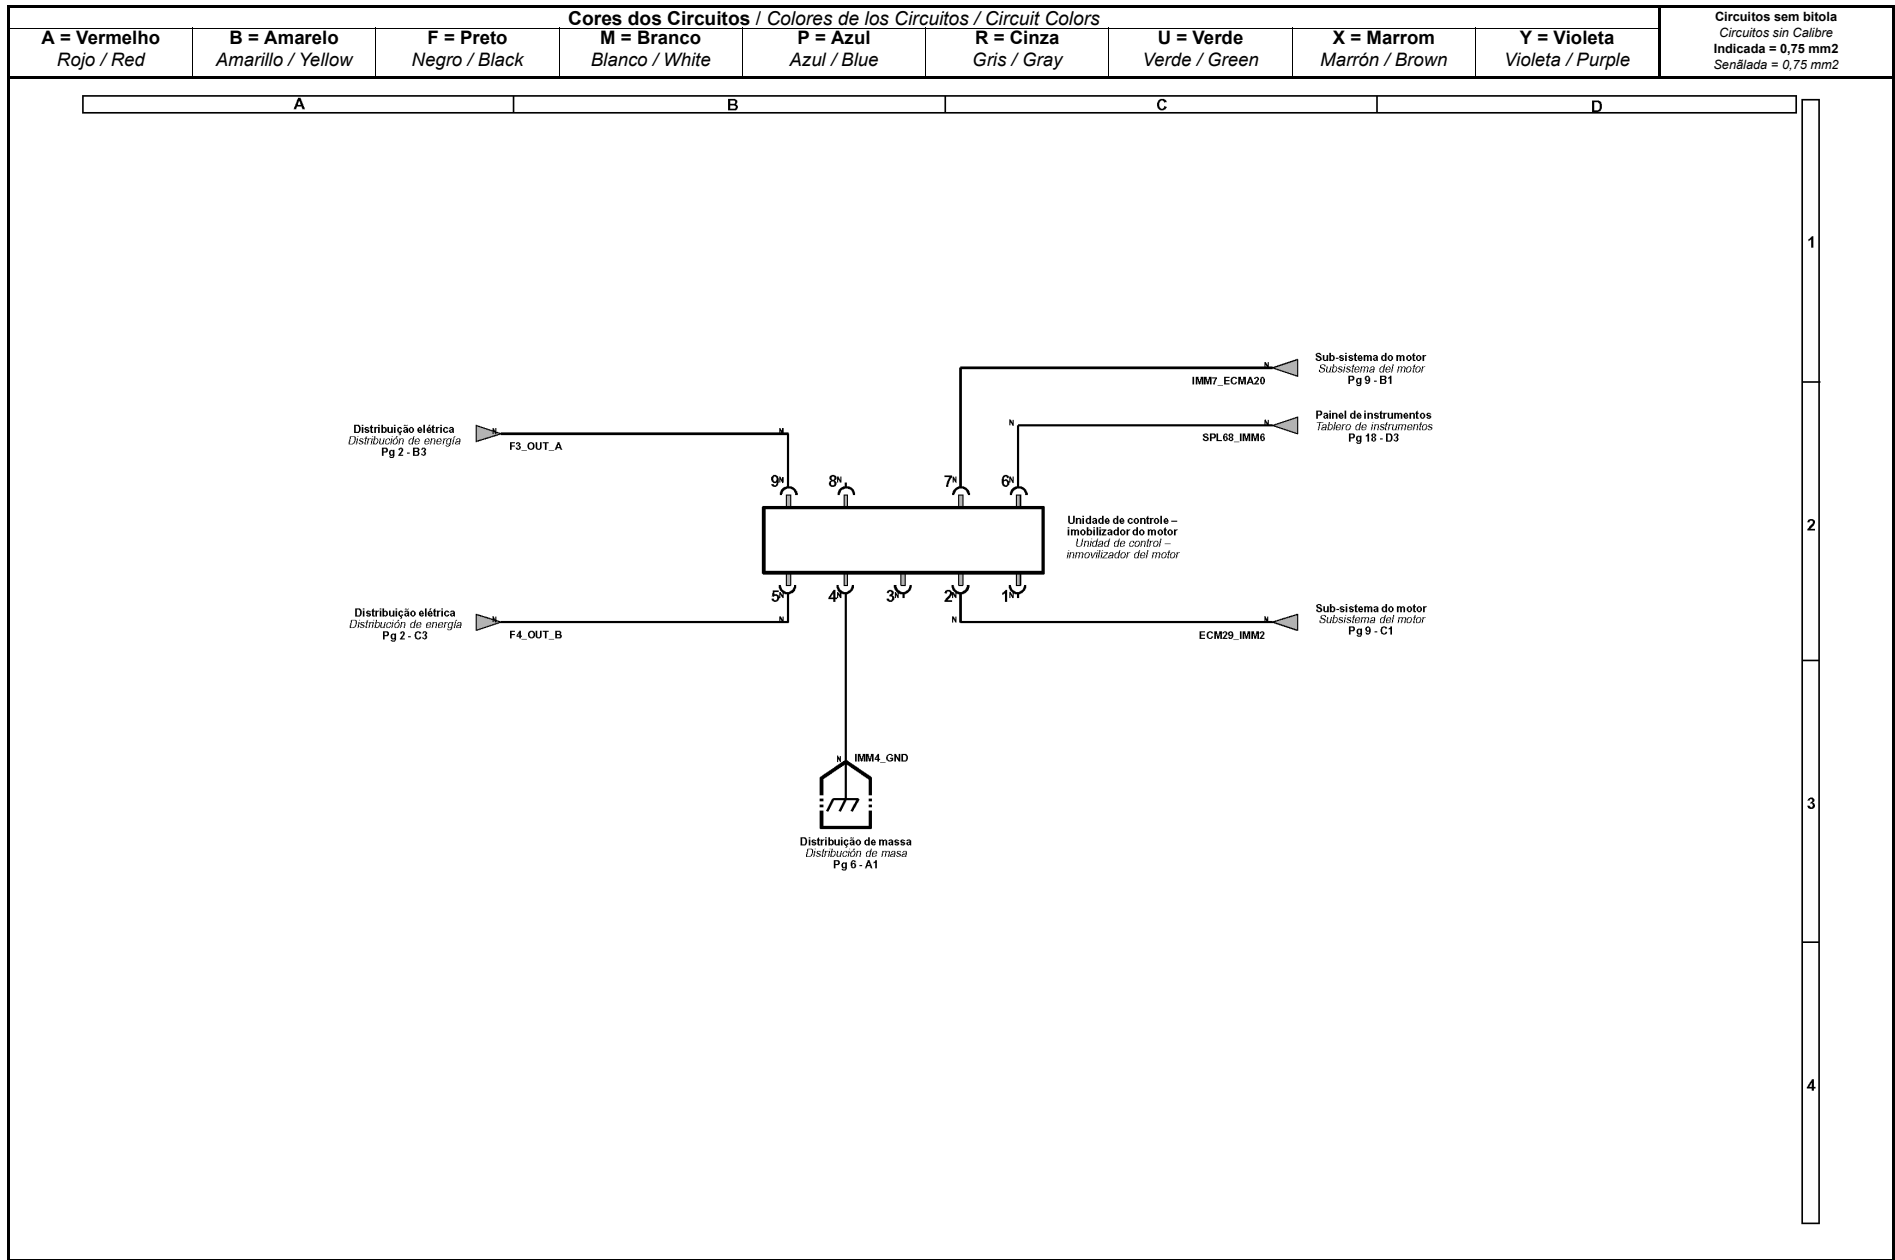 Cores dos Circuitos / Colores de los Circuitos / Circuit Colors
A = Vermelho
Rojo / Red
B = Amarelo
Amarillo / Yellow
F = Preto
Negro / Black
M = Branco
Blanco / White
P = Azul
Azul / Blue
R = Cinza
Gris / Gray
U = Verde
Verde / Green
X = Marrom
Marrón / Brown
Y = Violeta
Violeta / Purple
Circuitos sem bitola
Circuitos sin Calibre
Indicada = 0,75 mm2
Senãlada = 0,75 mm2
A
B
C
D
1
2
3
4
Sub-sistema do motor
Subsistema del motor
Pg 9 - B1
N
IMM7_ECMA20
Painel de instrumentos
Tablero de instrumentos
Pg 18 - D3
N
N
SPL68_IMM6
Distribuição elétrica
Distribución de energía
Pg 2 - B3
N
N
F3_OUT_A
9 N
8 N
7 N
6 N
Unidade de controle –
imobilizador do motor
Unidad de control –
inmovilizador del motor
5 N
4 N
3 N
2 N
1 N
Distribuição elétrica
Distribución de energía
Pg 2 - C3
N
N
F4_OUT_B
N
N
ECM29_IMM2
Sub-sistema do motor
Subsistema del motor
Pg 9 - C1
N
IMM4_GND
Distribuição de massa
Distribución de masa
Pg 6 - A1